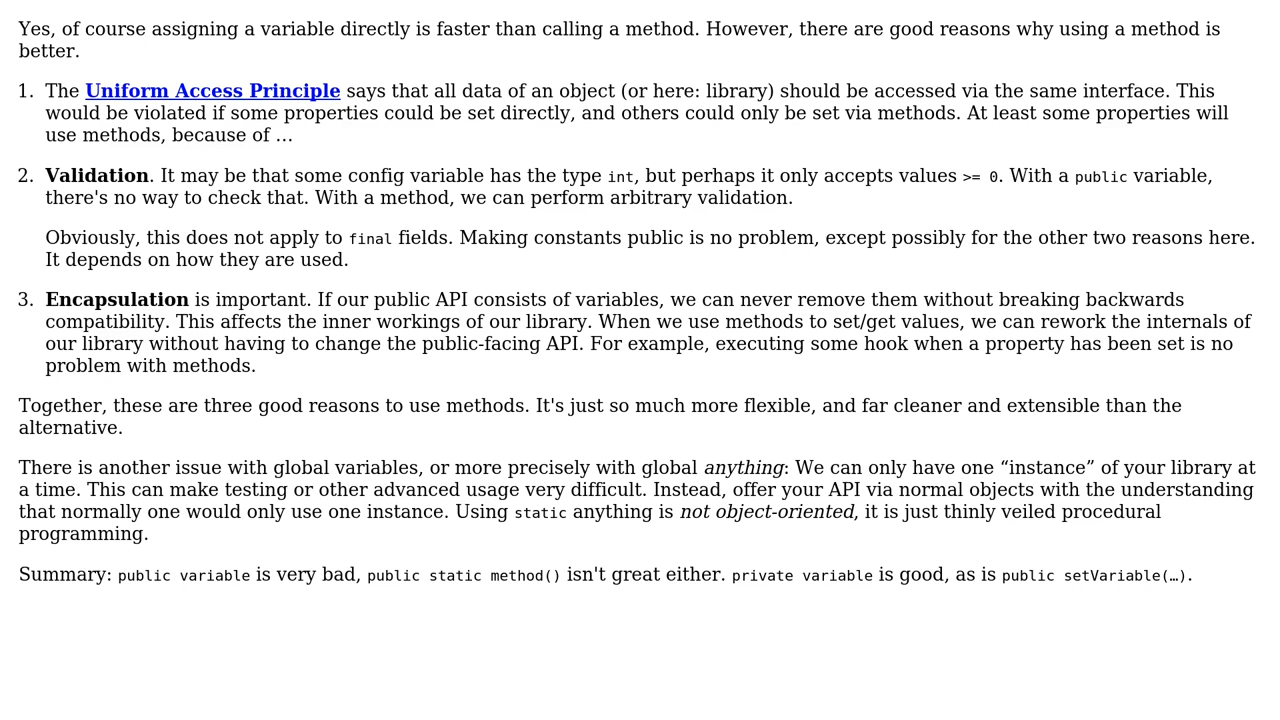 Yes, of course assigning a variable directly is faster than calling a method. However, there are good reasons why using a method is
better.
1. The Uniform Access Principle says that all data of an object (or here: library) should be accessed via the same interface. This
would be violated if some properties could be set directly, and others could only be set via methods. At least some properties will
use methods, because of …
2. Validation. It may be that some config variable has the type int, but perhaps it only accepts values >= 0. With a public variable,
there's no way to check that. With a method, we can perform arbitrary validation.
Obviously, this does not apply to final fields. Making constants public is no problem, except possibly for the other two reasons here.
It depends on how they are used.
3. Encapsulation is important. If our public API consists of variables, we can never remove them without breaking backwards
compatibility. This affects the inner workings of our library. When we use methods to set/get values, we can rework the internals of
our library without having to change the public-facing API. For example, executing some hook when a property has been set is no
problem with methods.
Together, these are three good reasons to use methods. It's just so much more flexible, and far cleaner and extensible than the
alternative.
There is another issue with global variables, or more precisely with global anything: We can only have one “instance” of your library at
a time. This can make testing or other advanced usage very difficult. Instead, offer your API via normal objects with the understanding
that normally one would only use one instance. Using static anything is not object-oriented, it is just thinly veiled procedural
programming.
Summary: public variable is very bad, public static method() isn't great either. private variable is good, as is public setVariable(…).